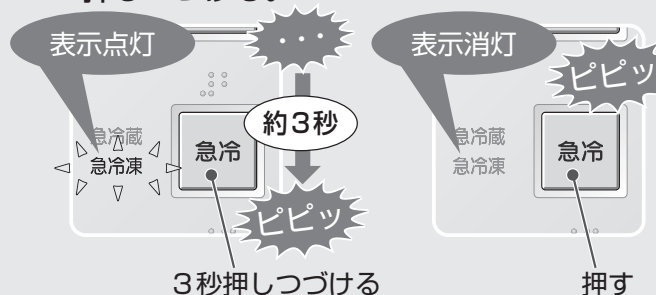 表示点灯
・・・
約3秒
急冷蔵
急冷凍
急冷
ピピッ
3秒押しつづける
表示消灯
ピピッ
急冷蔵
急冷凍
急冷
押す